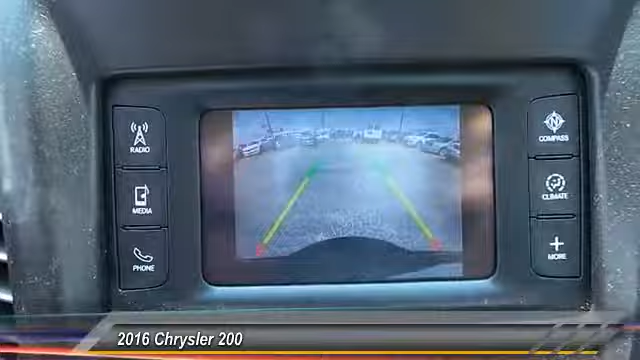 RADIO
MEDIA
PHONE
N
COMPASS
CLIMATE
MORE
2016 Chrysler 200